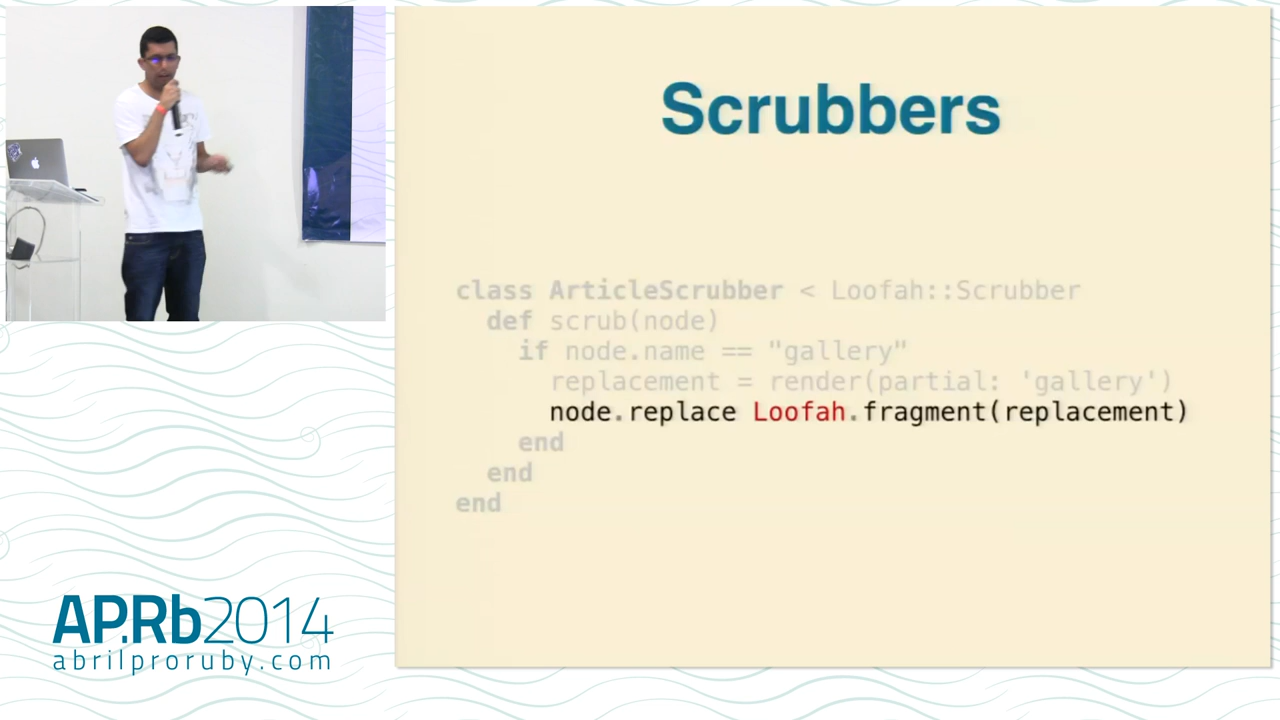 Scrubbers
class ArticleScrubber < Loofah::Scrubber
  def scrub(node)
    if node.name == "gallery"
      replacement = render(partial: 'gallery')
      node.replace Loofah.fragment(replacement)
    end
  end
end
AP.Rb2014
abrilproruby.com